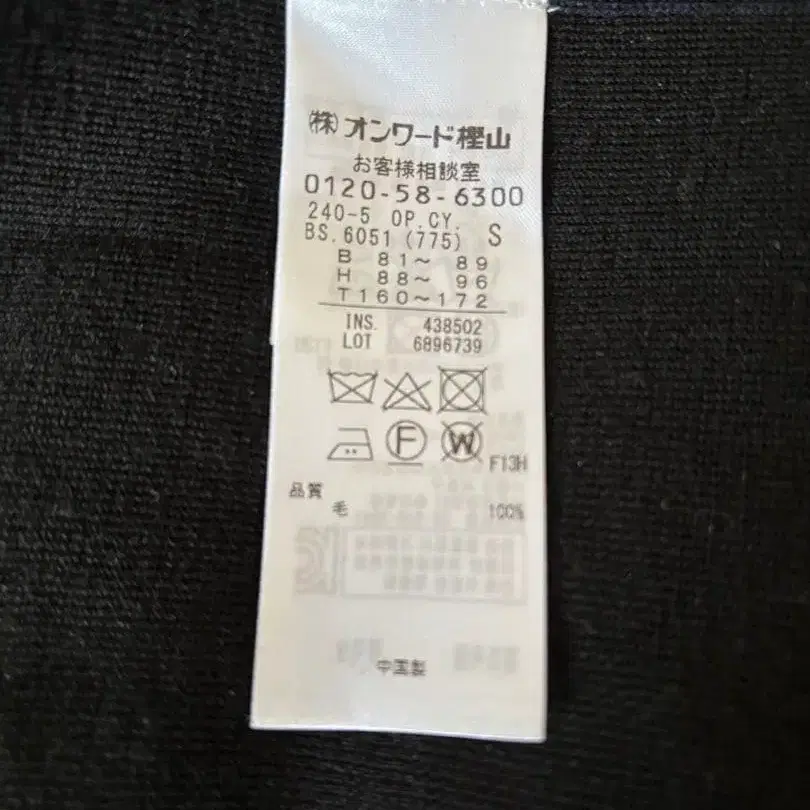 (株)オンワード樫山
お客様相談室
0120-58-6300
240-5 OP.CY.
BS.6051(775) S
B 81～ 89
H 88～ 96
T160～172
INS. 438502
LOT 6896739
F
W
F13H
品質
毛 100%
中国製